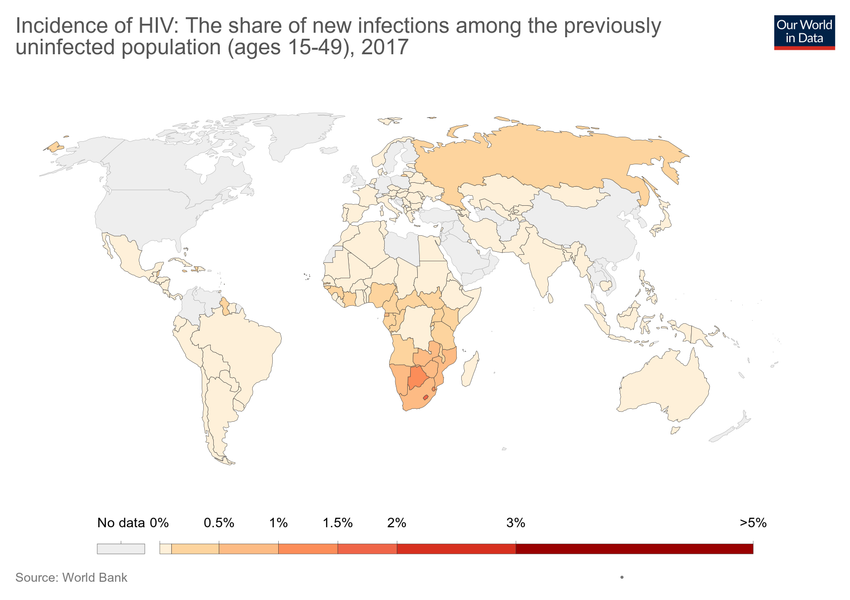 Incidence of HIV: The share of new infections among the previously
uninfected population (ages 15-49), 2017
Our World
in Data
No data 0% 0.5% 1% 1.5% 2% 3% >5%
Source: World Bank